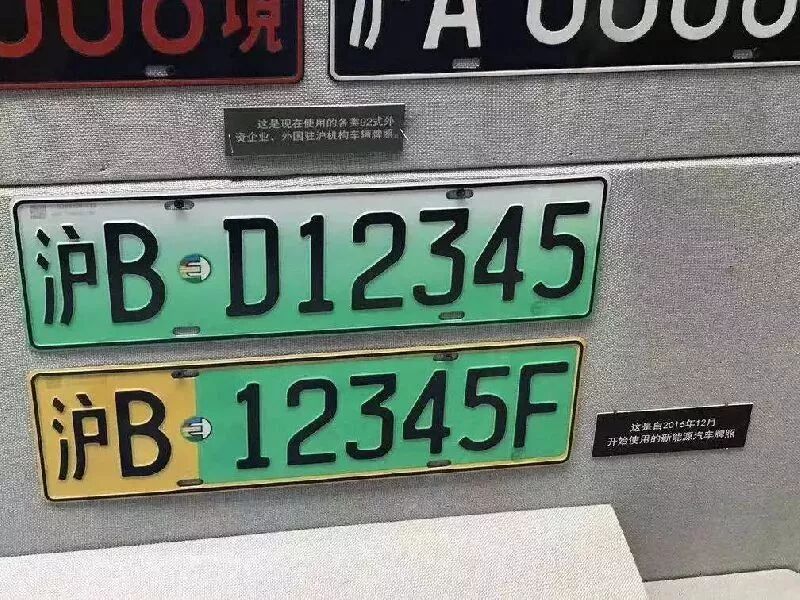 沪A
这是现在使用的各类92式外
资企业、外国驻沪机构车辆牌照。
沪B D12345
沪B 12345F
这是自2016年12月
开始使用的新能源汽车牌照